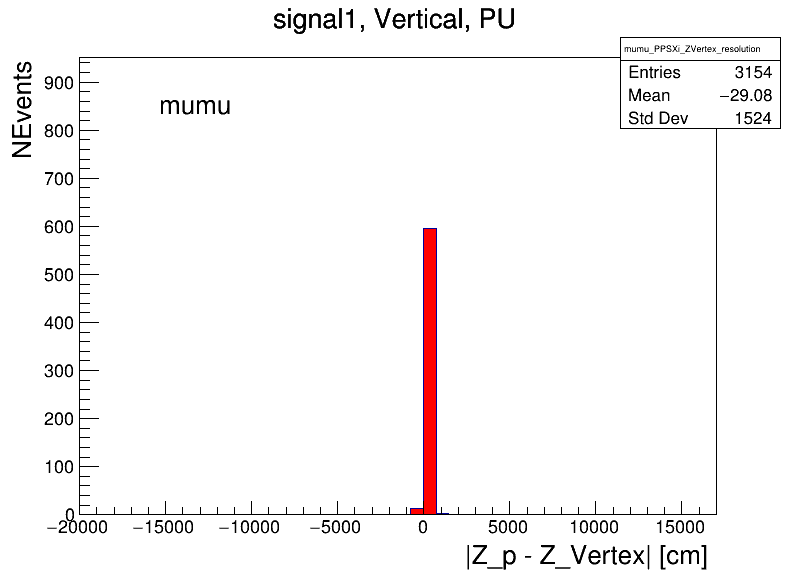 signal1, Vertical, PU
mumu_PPSXi_ZVertex_resolution
Entries 3154
Mean −29.08
Std Dev 1524
NEvents
mumu
900
800
700
600
500
400
300
200
100
0
−20000 −15000 −10000 −5000 0 5000 10000 15000
|Z_p - Z_Vertex| [cm]